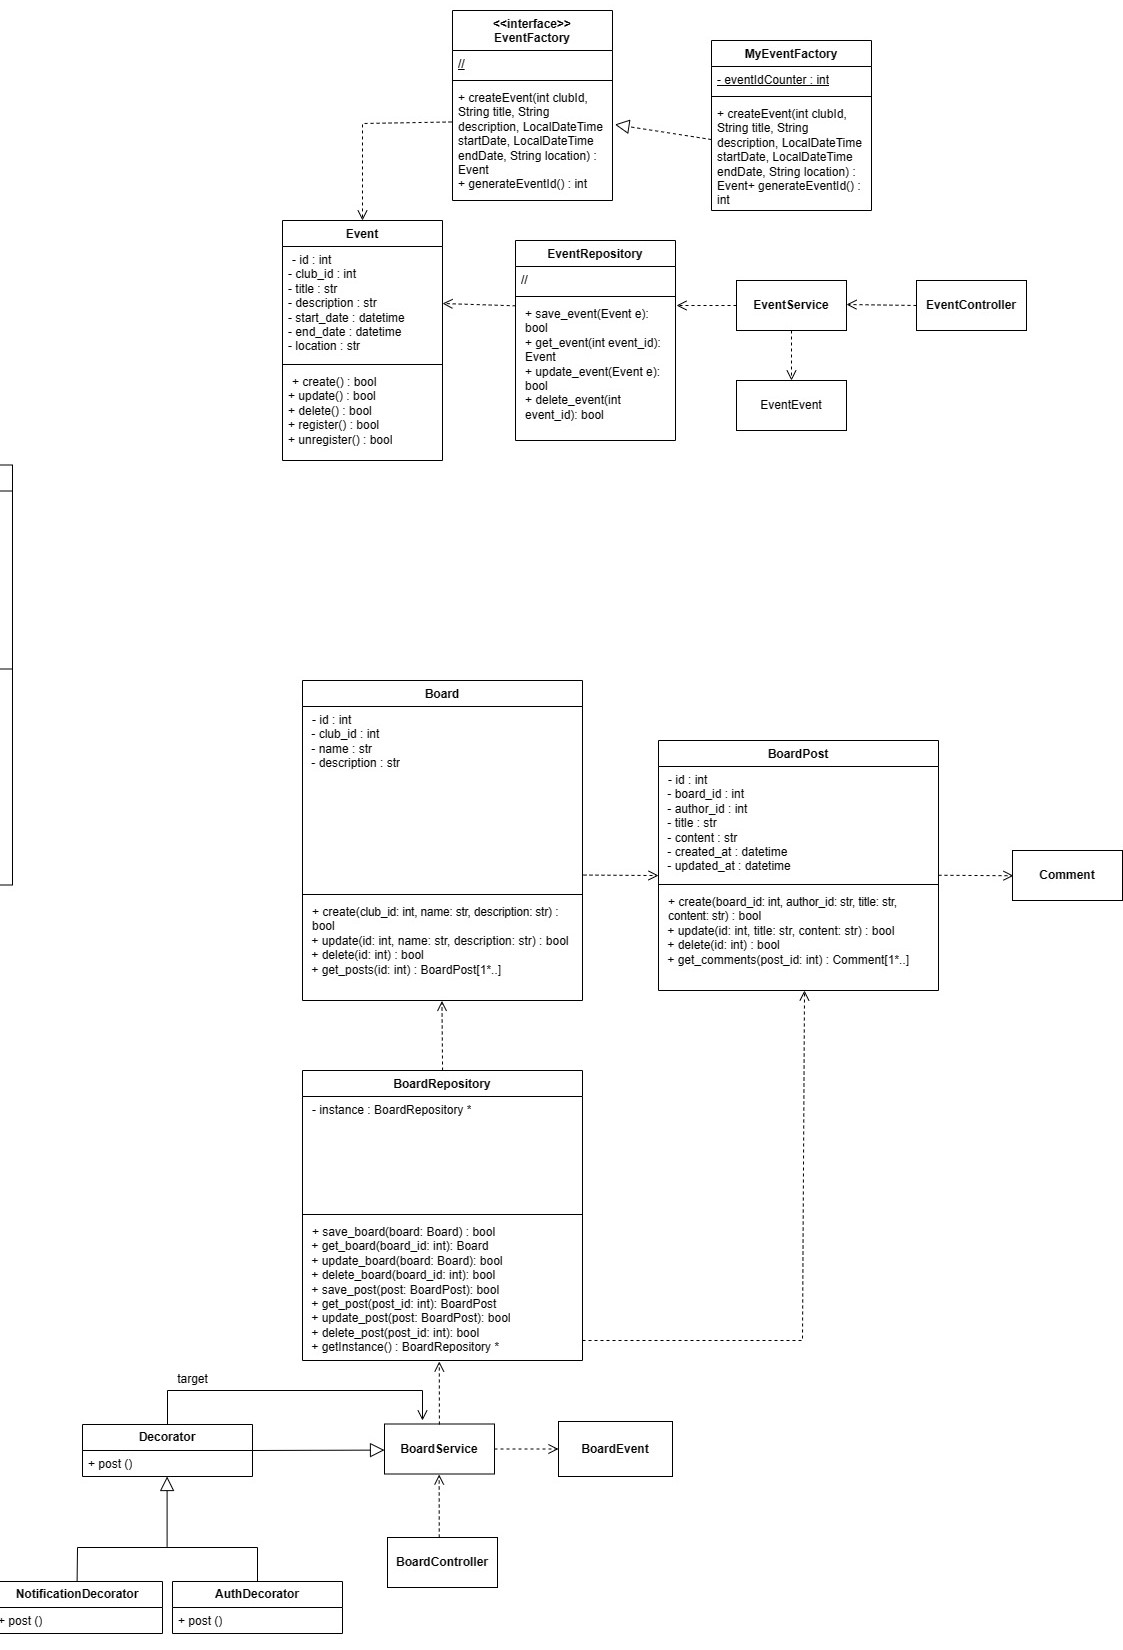 <<interface>>
EventFactory
//
+ createEvent(int clubId,
String title, String
description, LocalDateTime
startDate, LocalDateTime
endDate, String location) :
Event
+ generateEventId() : int
MyEventFactory
- eventIdCounter : int
+ createEvent(int clubId,
String title, String
description, LocalDateTime
startDate, LocalDateTime
endDate, String location) :
Event+ generateEventId() :
int
Event
- id : int
- club_id : int
- title : str
- description : str
- start_date : datetime
- end_date : datetime
- location : str
+ create() : bool
+ update() : bool
+ delete() : bool
+ register() : bool
+ unregister() : bool
EventRepository
//
+ save_event(Event e):
bool
+ get_event(int event_id):
Event
+ update_event(Event e):
bool
+ delete_event(int
event_id): bool
EventService
EventController
EventEvent
Board
- id : int
- club_id : int
- name : str
- description : str
+ create(club_id: int, name: str, description: str) :
bool
+ update(id: int, name: str, description: str) : bool
+ delete(id: int) : bool
+ get_posts(id: int) : BoardPost[1*..]
BoardPost
- id : int
- board_id : int
- author_id : int
- title : str
- content : str
- created_at : datetime
- updated_at : datetime
+ create(board_id: int, author_id: str, title: str,
content: str) : bool
+ update(id: int, title: str, content: str) : bool
+ delete(id: int) : bool
+ get_comments(post_id: int) : Comment[1*..]
Comment
BoardRepository
- instance : BoardRepository *
+ save_board(board: Board) : bool
+ get_board(board_id: int): Board
+ update_board(board: Board): bool
+ delete_board(board_id: int): bool
+ save_post(post: BoardPost): bool
+ get_post(post_id: int): BoardPost
+ update_post(post: BoardPost): bool
+ delete_post(post_id: int): bool
+ getInstance() : BoardRepository *
target
Decorator
+ post ()
BoardService
BoardEvent
BoardController
NotificationDecorator
+ post ()
AuthDecorator
+ post ()